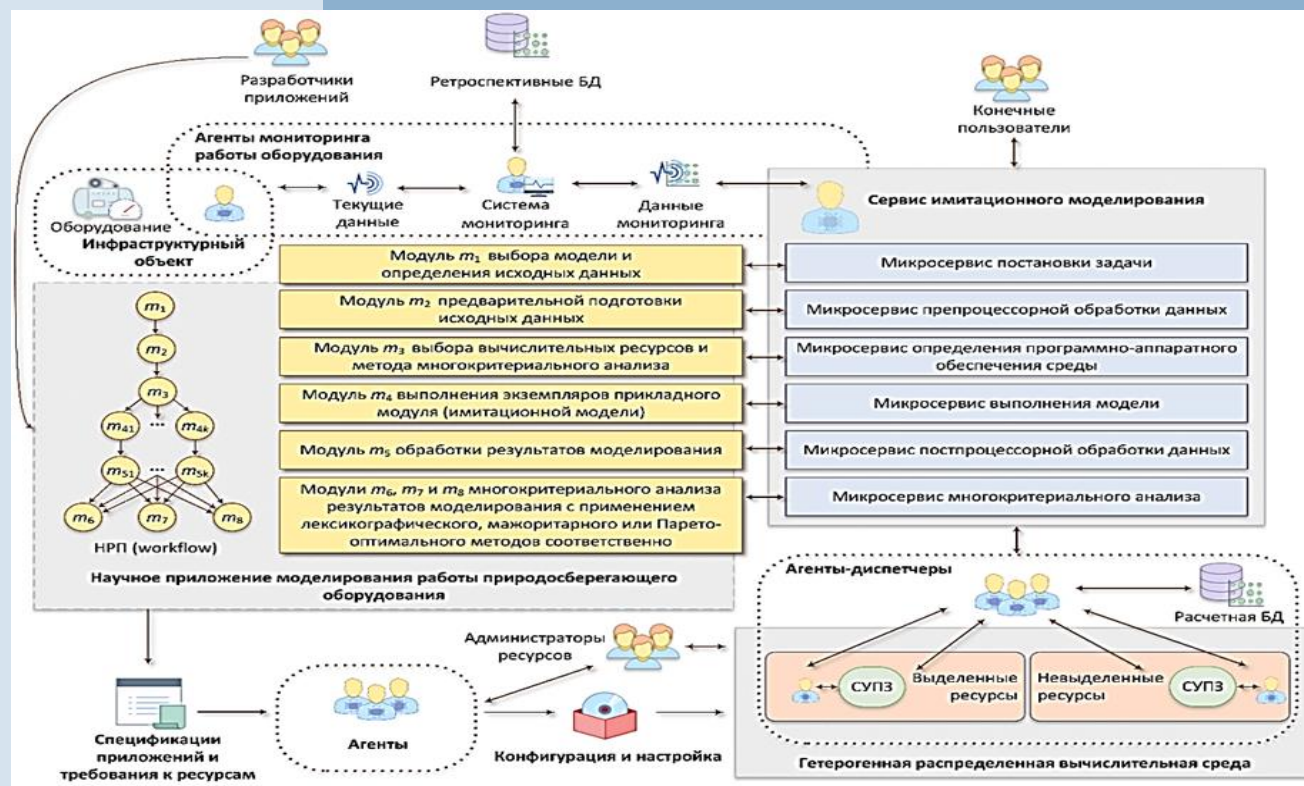 Разработчики
приложений
Ретроспективные БД
Конечные
пользователи
Агенты мониторинга
работы оборудования
Оборудование
Инфраструктурный
объект
Текущие
данные
Система
мониторинга
Данные
мониторинга
Сервис имитационного моделирования
Модуль m₁ выбора модели и
определения исходных данных
Микросервис постановки задачи
Модуль m₂ предварительной подготовки
исходных данных
Микросервис препроцессорной обработки данных
Модуль m₃ выбора вычислительных ресурсов и
метода многокритериального анализа
Микросервис определения программно-аппаратного
обеспечения среды
Модуль m₄ выполнения экземпляров прикладного
модуля (имитационной модели)
Микросервис выполнения модели
Модуль m₅ обработки результатов моделирования
Микросервис постпроцессорной обработки данных
Модули m₆, m₇ и m₈ многокритериального анализа
результатов моделирования с применением
лексикографического, мажоритарного или Парето-
оптимального методов соответственно
Микросервис многокритериального анализа
m₁
m₂
m₃
m₄₁ ... m₄ₖ
m₅₁ ... m₅ₖ
m₆ m₇ m₈
НРП (workflow)
Научное приложение моделирования работы природосберегающего
оборудования
Агенты-диспетчеры
Расчетная БД
Администраторы
ресурсов
СУПЗ
Выделенные
ресурсы
Невыделенные
ресурсы
СУПЗ
Спецификации
приложений и
требования к ресурсам
Агенты
Конфигурация и настройка
Гетерогенная распределенная вычислительная среда